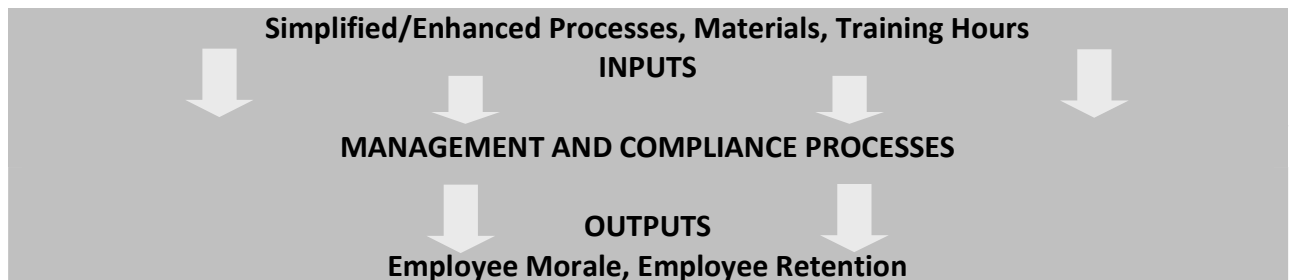 Simplified/Enhanced Processes, Materials, Training Hours
INPUTS
MANAGEMENT AND COMPLIANCE PROCESSES
OUTPUTS
Employee Morale, Employee Retention